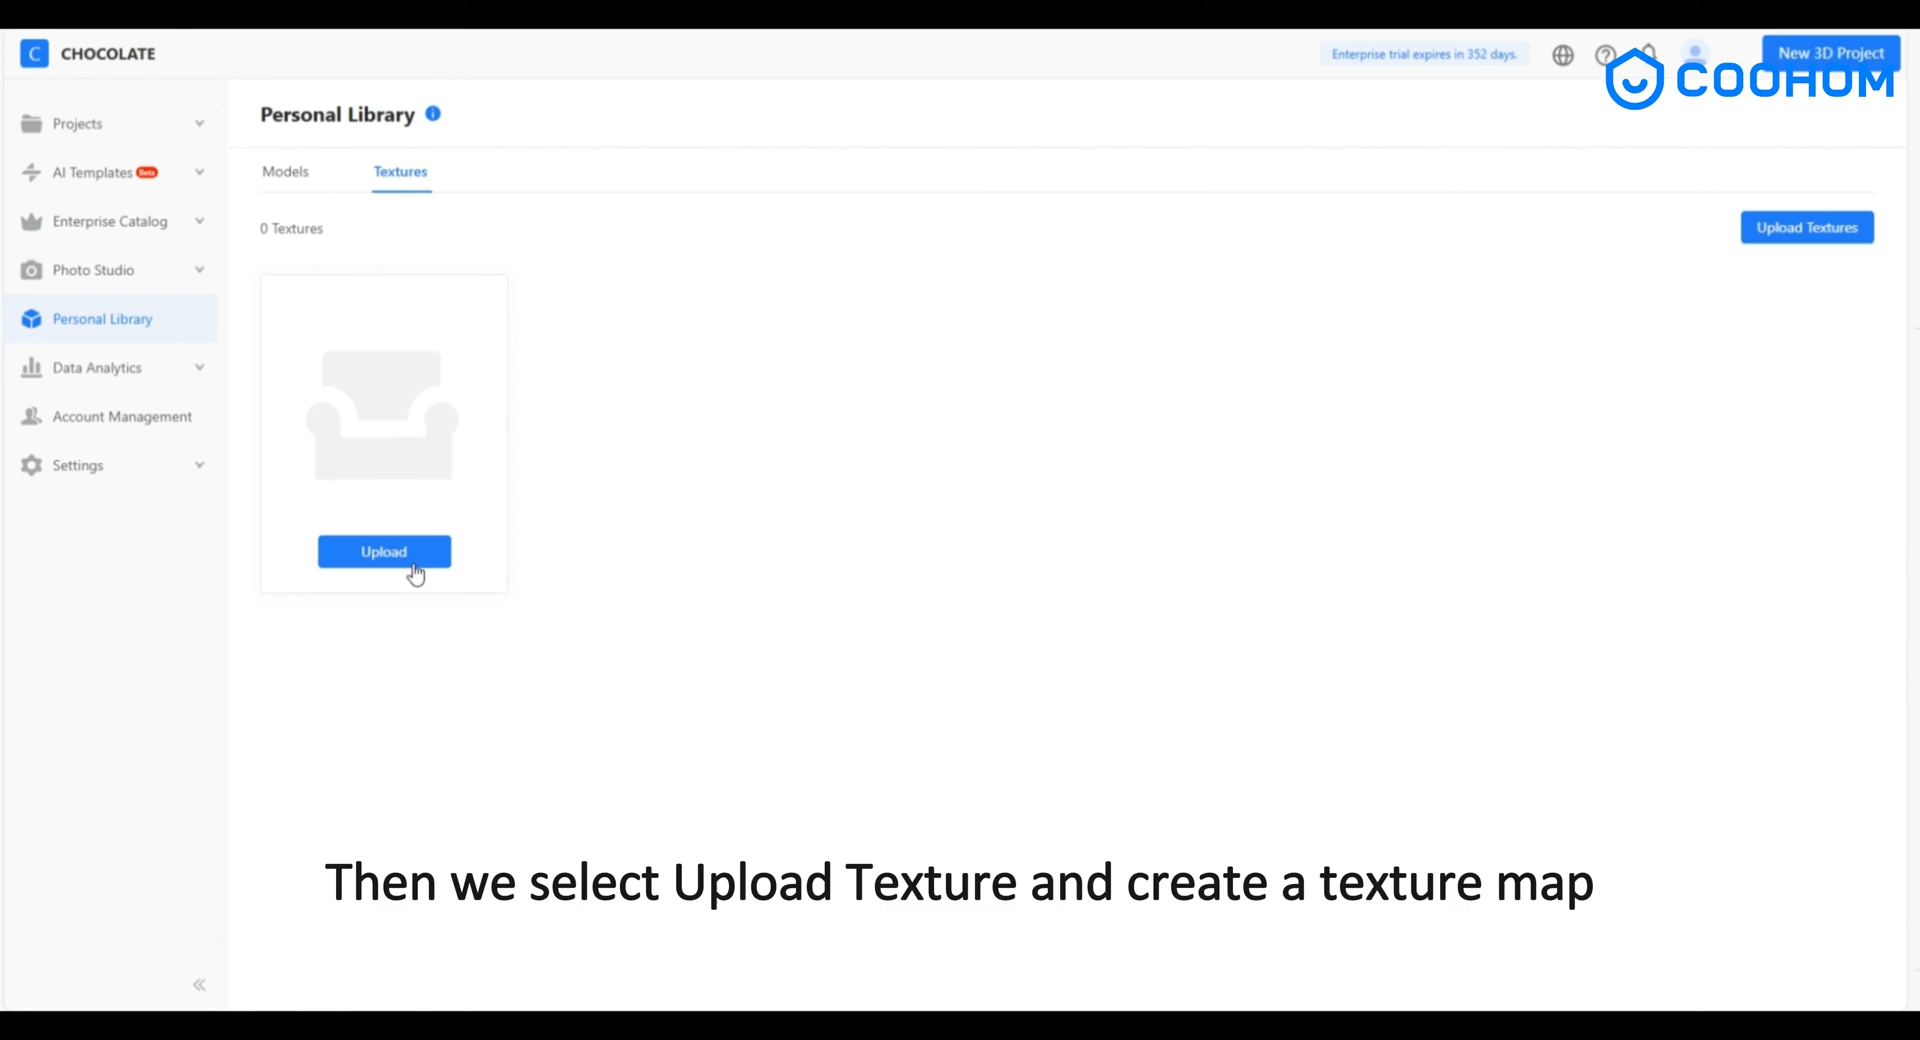 C CHOCOLATE
Enterprise trial expires in 352 days.
New 3D Project
COOHOM
Projects
AI Templates Beta
Enterprise Catalog
Photo Studio
Personal Library
Data Analytics
Account Management
Settings
Personal Library
Models Textures
0 Textures
Upload Textures
Upload
Then we select Upload Texture and create a texture map